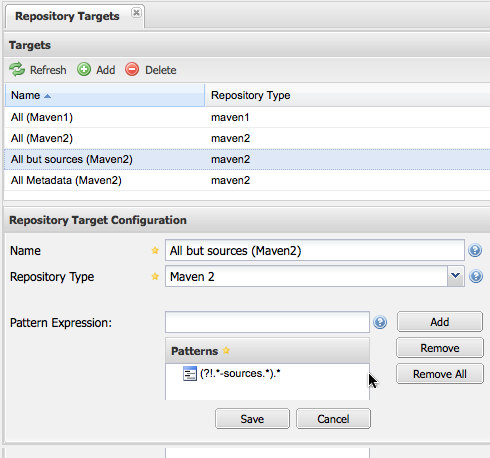 Repository Targets
Targets
Refresh Add Delete
Name Repository Type
All (Maven1) maven1
All (Maven2) maven2
All but sources (Maven2) maven2
All Metadata (Maven2) maven2
Repository Target Configuration
Name All but sources (Maven2)
Repository Type Maven 2
Pattern Expression: Add
Patterns Remove
(?!.*-sources.*).* Remove All
Save Cancel